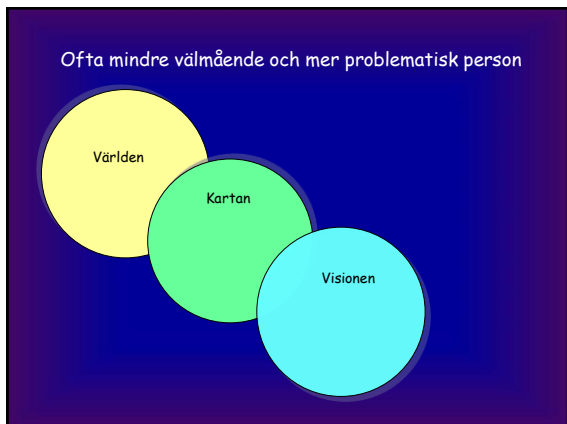 Ofta mindre välmående och mer problematisk person
Världen
Kartan
Visionen